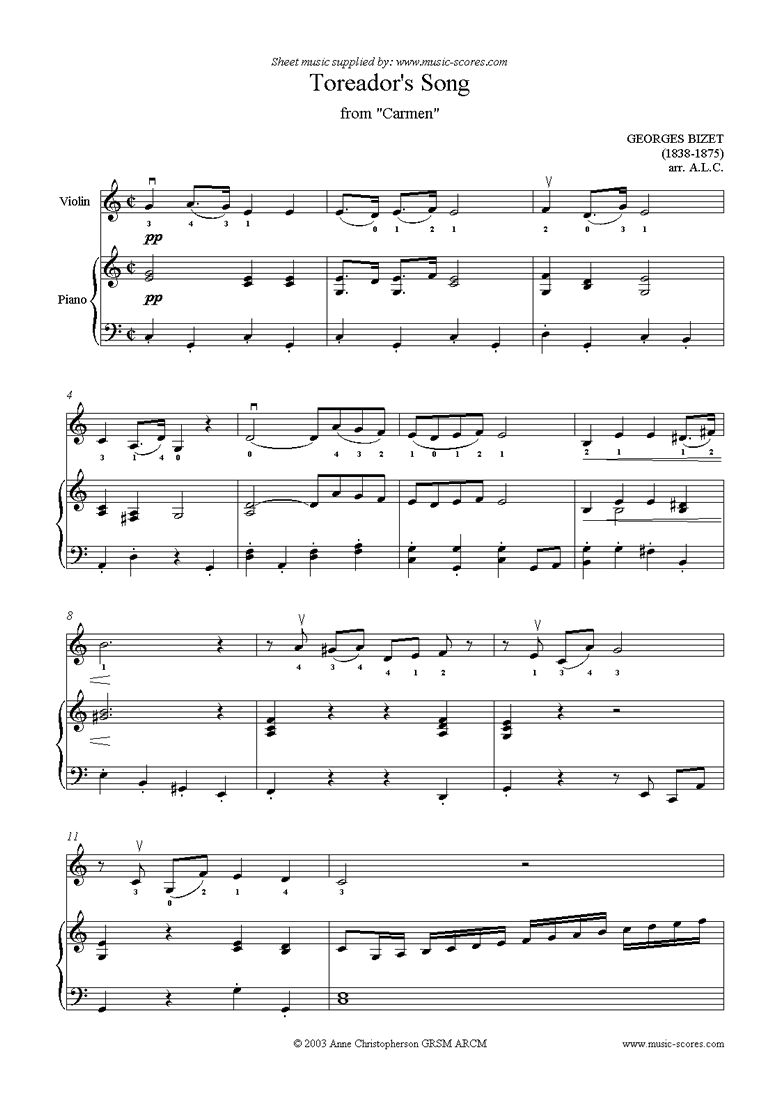 Sheet music supplied by: www.music-scores.com
Toreador's Song
from "Carmen"
GEORGES BIZET
(1838-1875)
arr. A.L.C.
Violin
3 4 3 1 0 1 2 1 2 0 3 1
pp
Piano
pp
4
3 1 4 0 0 4 3 2 1 0 1 2 1 2 1 1 2
8
1 4 3 4 4 1 2 1 3 4 3
11
3 0 2 1 4 3
© 2003 Anne Christopherson GRSM ARCM
www.music-scores.com